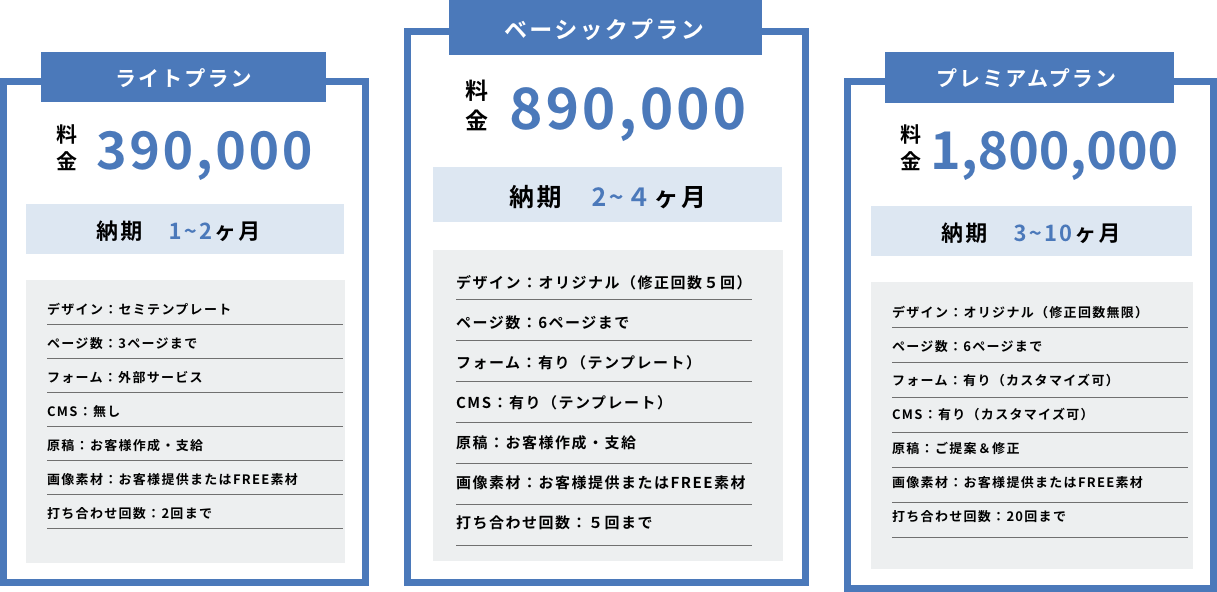 ライトプラン
料金 390,000
納期 1~2ヶ月
デザイン：セミテンプレート
ページ数：3ページまで
フォーム：外部サービス
CMS：無し
原稿：お客様作成・支給
画像素材：お客様提供またはFREE素材
打ち合わせ回数：2回まで
ベーシックプラン
料金 890,000
納期 2~４ヶ月
デザイン：オリジナル（修正回数５回）
ページ数：6ページまで
フォーム：有り（テンプレート）
CMS：有り（テンプレート）
原稿：お客様作成・支給
画像素材：お客様提供またはFREE素材
打ち合わせ回数：５回まで
プレミアムプラン
料金 1,800,000
納期 3~10ヶ月
デザイン：オリジナル（修正回数無限）
ページ数：6ページまで
フォーム：有り（カスタマイズ可）
CMS：有り（カスタマイズ可）
原稿：ご提案＆修正
画像素材：お客様提供またはFREE素材
打ち合わせ回数：20回まで